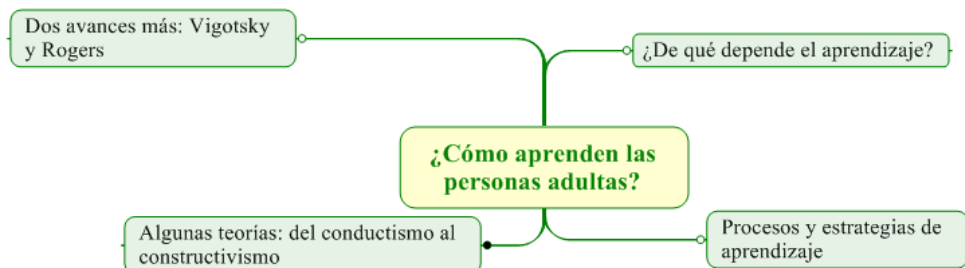 Dos avances más: Vigotsky
y Rogers
¿De qué depende el aprendizaje?
¿Cómo aprenden las
personas adultas?
Algunas teorías: del conductismo al
constructivismo
Procesos y estrategias de
aprendizaje